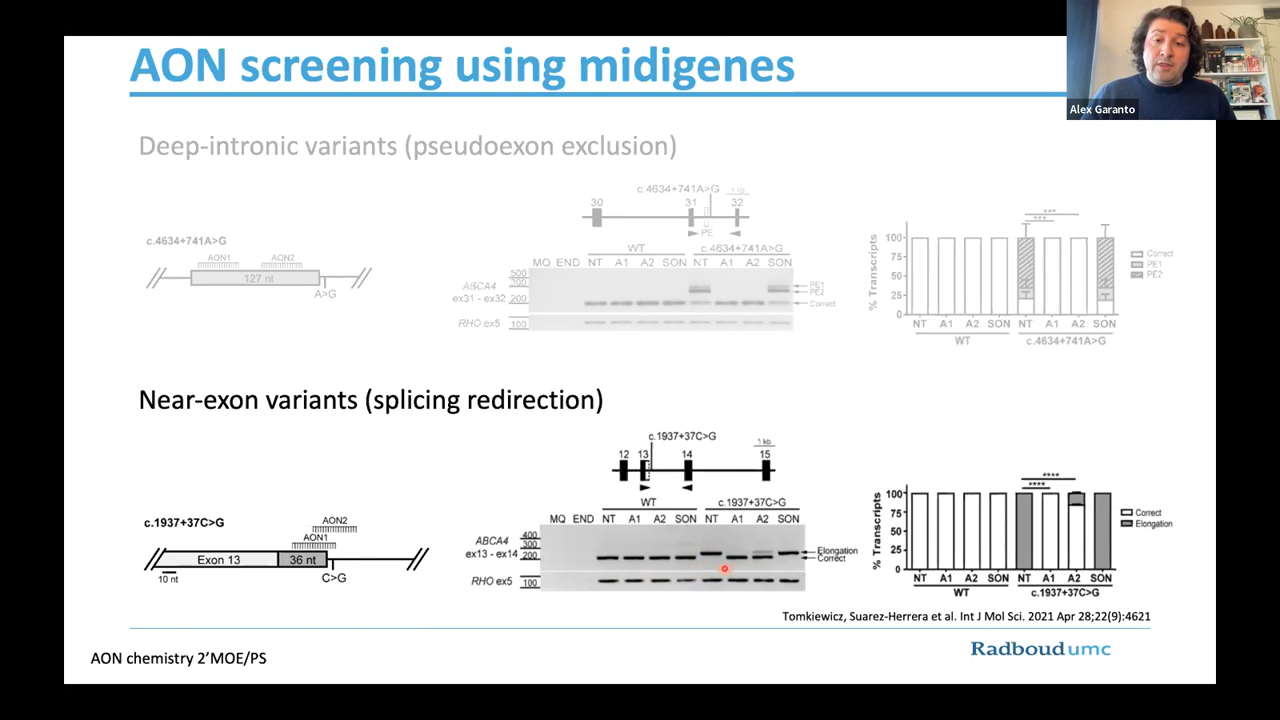 AON screening using midigenes
Alex Garanto
Deep-intronic variants (pseudoexon exclusion)
c.4634+741A>G
AON1 AON2
127 nt
A>G
c.4634+741A>G 1 kb
30 31 32
PE
WT c.4634+741A>G
MQ END NT A1 A2 SON NT A1 A2 SON
ABCA4
ex31 - ex32
500
300
200
PE1
PE2
Correct
RHO ex5 100
% Transcripts
100
75
50
25
0
*** 
***
NT A1 A2 SON NT A1 A2 SON
WT c.4634+741A>G
Correct
PE1
PE2
Near-exon variants (splicing redirection)
c.1937+37C>G
AON2
AON1
Exon 13 36 nt
10 nt
C>G
c.1937+37C>G 1 kb
12 13 14 15
WT c.1937+37C>G
MQ END NT A1 A2 SON NT A1 A2 SON
ABCA4
ex13 - ex14
400
300
200
Elongation
Correct
RHO ex5 100
% Transcripts
100
75
50
25
0
****
****
NT A1 A2 SON NT A1 A2 SON
WT c.1937+37C>G
Correct
Elongation
Tomkiewicz, Suarez-Herrera et al. Int J Mol Sci. 2021 Apr 28;22(9):4621
AON chemistry 2’MOE/PS
Radboudumc